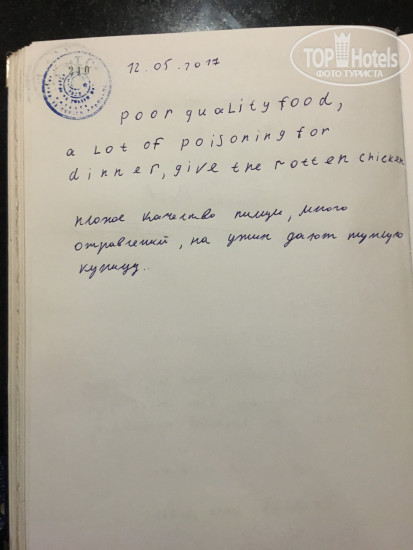 TOP Hotels
ФОТО ТУРИСТА
210
12.05.2017
poor quality food,
a lot of poisoning for
dinner, give the rotten chicken
плохое качество пищи, много
отравлений, на ужин дают тухлую
курицу..